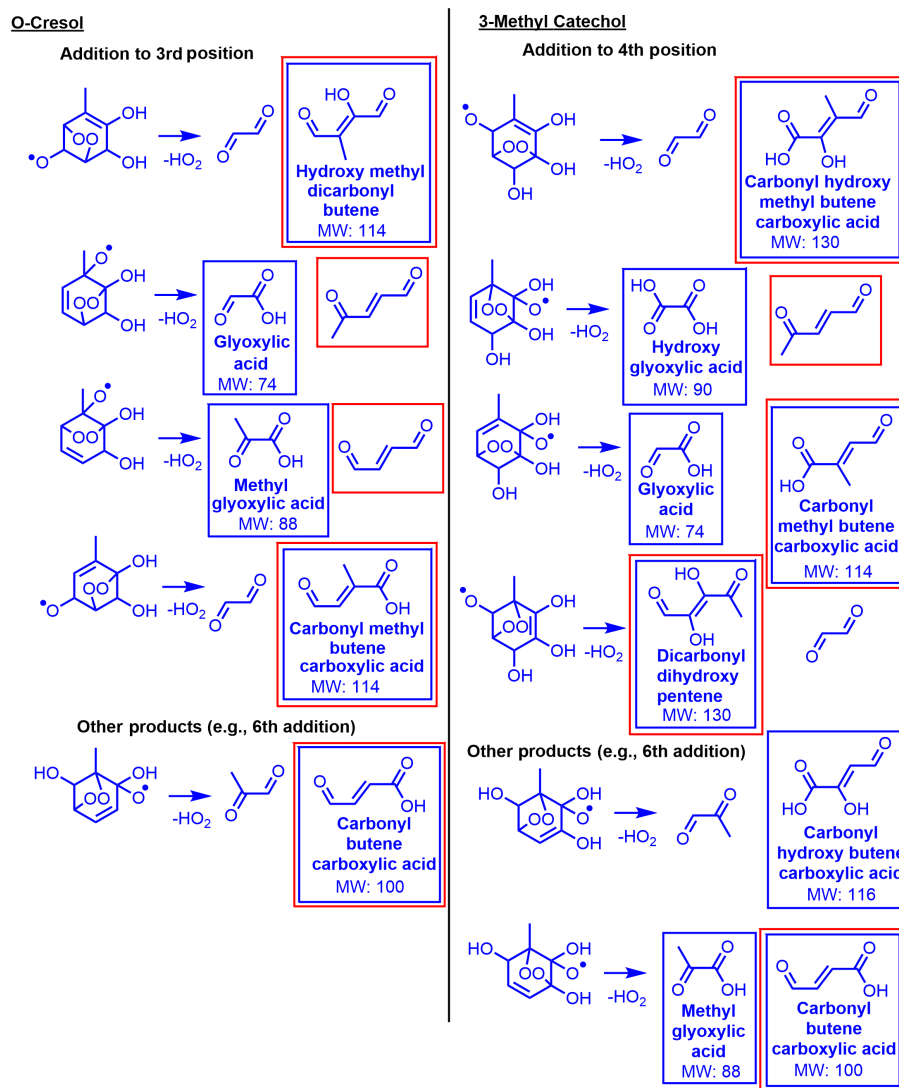 O-Cresol
Addition to 3rd position
-HO₂
Hydroxy methyl
dicarbonyl
butene
MW: 114
-HO₂
Glyoxylic
acid
MW: 74
-HO₂
Methyl
glyoxylic acid
MW: 88
-HO₂
Carbonyl methyl
butene
carboxylic acid
MW: 114
Other products (e.g., 6th addition)
-HO₂
Carbonyl
butene
carboxylic acid
MW: 100
3-Methyl Catechol
Addition to 4th position
-HO₂
Carbonyl hydroxy
methyl butene
carboxylic acid
MW: 130
-HO₂
Hydroxy
glyoxylic acid
MW: 90
-HO₂
Glyoxylic
acid
MW: 74
Carbonyl
methyl butene
carboxylic acid
MW: 114
-HO₂
Dicarbonyl
dihydroxy
pentene
MW: 130
Other products (e.g., 6th addition)
-HO₂
Carbonyl
hydroxy butene
carboxylic acid
MW: 116
-HO₂
Methyl
glyoxylic
acid
MW: 88
Carbonyl
butene
carboxylic acid
MW: 100